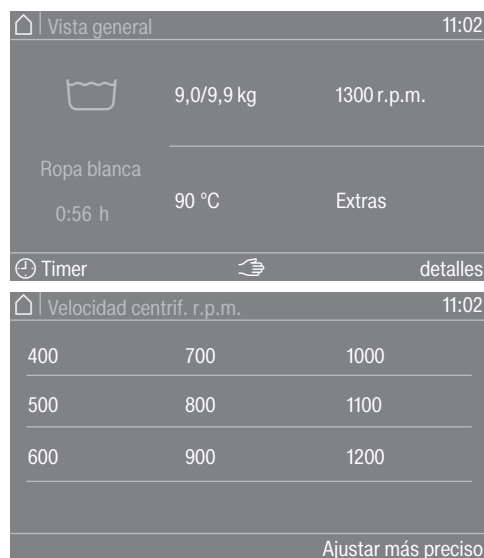 Vista general 11:02
9,0/9,9 kg 1300 r.p.m.
Ropa blanca
0:56 h
90 °C Extras
Timer detalles
Velocidad centrif. r.p.m. 11:02
400 700 1000
500 800 1100
600 900 1200
Ajustar más preciso